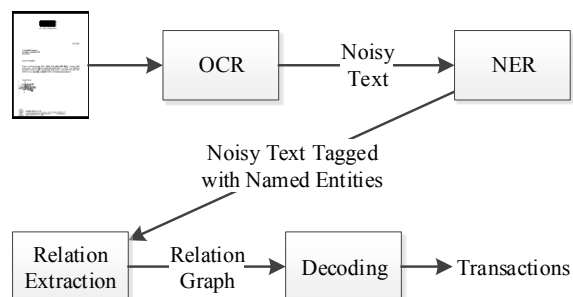 OCR
Noisy
Text
NER
Noisy Text Tagged
with Named Entities
Relation
Extraction
Relation
Graph
Decoding
Transactions